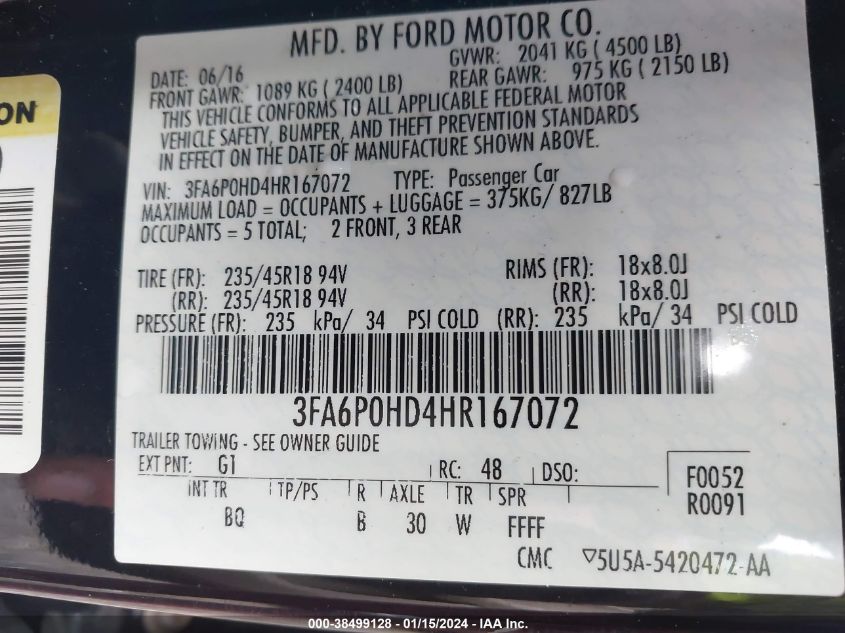 MFD. BY FORD MOTOR CO.
DATE: 06/16 GVWR: 2041 KG ( 4500 LB)
FRONT GAWR: 1089 KG ( 2400 LB) REAR GAWR: 975 KG ( 2150 LB)
THIS VEHICLE CONFORMS TO ALL APPLICABLE FEDERAL MOTOR
VEHICLE SAFETY, BUMPER, AND THEFT PREVENTION STANDARDS
IN EFFECT ON THE DATE OF MANUFACTURE SHOWN ABOVE.
VIN: 3FA6P0HD4HR167072 TYPE: Passenger Car
MAXIMUM LOAD = OCCUPANTS + LUGGAGE = 375KG/ 827LB
OCCUPANTS = 5 TOTAL; 2 FRONT, 3 REAR
TIRE (FR): 235/45R18 94V RIMS (FR): 18x8.0J
(RR): 235/45R18 94V (RR): 18x8.0J
PRESSURE (FR): 235 kPa/ 34 PSI COLD (RR): 235 kPa/ 34 PSI COLD
3FA6P0HD4HR167072
TRAILER TOWING - SEE OWNER GUIDE
EXT PNT: G1 RC: 48 DSO: F0052
INT TR TP/PS R AXLE TR SPR R0091
BQ B 30 W FFFF
CMC ▽5U5A-5420472-AA
ON
000-38499128 - 01/15/2024 - IAA Inc.